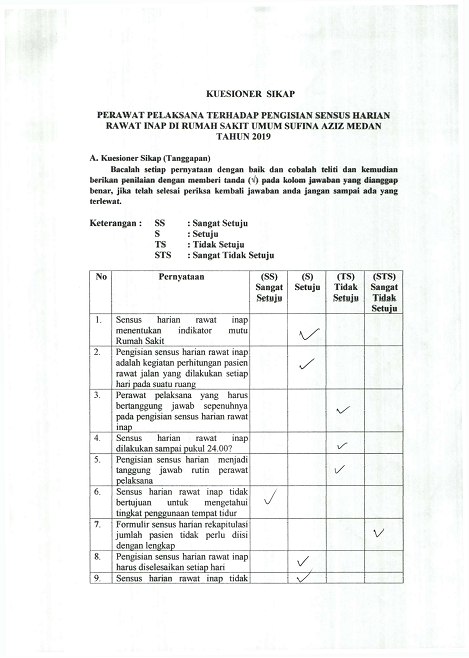 KUESIONER SIKAP
PERAWAT PELAKSANA TERHADAP PENGISIAN SENSUS HARIAN
RAWAT INAP DI RUMAH SAKIT UMUM SUFINA AZIZ MEDAN
TAHUN 2019
A. Kuesioner Sikap (Tanggapan)
Bacalah setiap pernyataan dengan baik dan cobalah teliti dan kemudian
berikan penilaian dengan memberi tanda (√) pada kolom jawaban yang dianggap
benar, jika telah selesai periksa kembali jawaban anda jangan sampai ada yang
terlewat.
Keterangan : SS : Sangat Setuju
S : Setuju
TS : Tidak Setuju
STS : Sangat Tidak Setuju
No Pernyataan (SS) (S) (TS) (STS)
Sangat Setuju Tidak Sangat
Setuju Setuju Tidak
Setuju
1. Sensus harian rawat inap
menentukan indikator mutu
Rumah Sakit ✓
2. Pengisian sensus harian rawat inap
adalah kegiatan perhitungan pasien
rawat jalan yang dilakukan setiap
hari pada suatu ruang ✓
3. Perawat pelaksana yang harus
bertanggung jawab sepenuhnya
pada pengisian sensus harian rawat
inap ✓
4. Sensus harian rawat inap
dilakukan sampai pukul 24.00? ✓
5. Pengisian sensus harian menjadi
tanggung jawab rutin perawat
pelaksana ✓
6. Sensus harian rawat inap tidak
bertujuan untuk mengetahui
tingkat penggunaan tempat tidur ✓
7. Formulir sensus harian rekapitulasi
jumlah pasien tidak perlu diisi
dengan lengkap ✓
8. Pengisian sensus harian rawat inap
harus diselesaikan setiap hari ✓
9. Sensus harian rawat inap tidak ✓